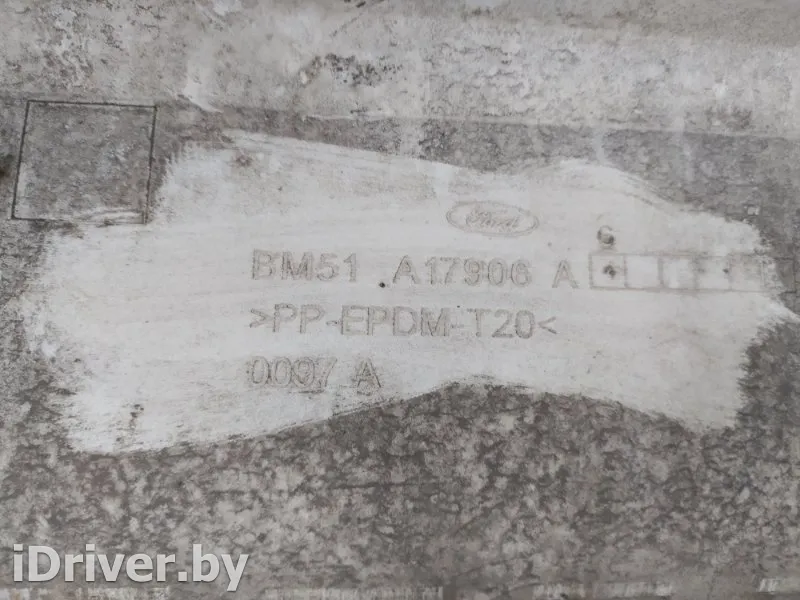 Ford
G
BM51 A17906 A
>PP-EPDM-T20<
0097 A
iDriver.by